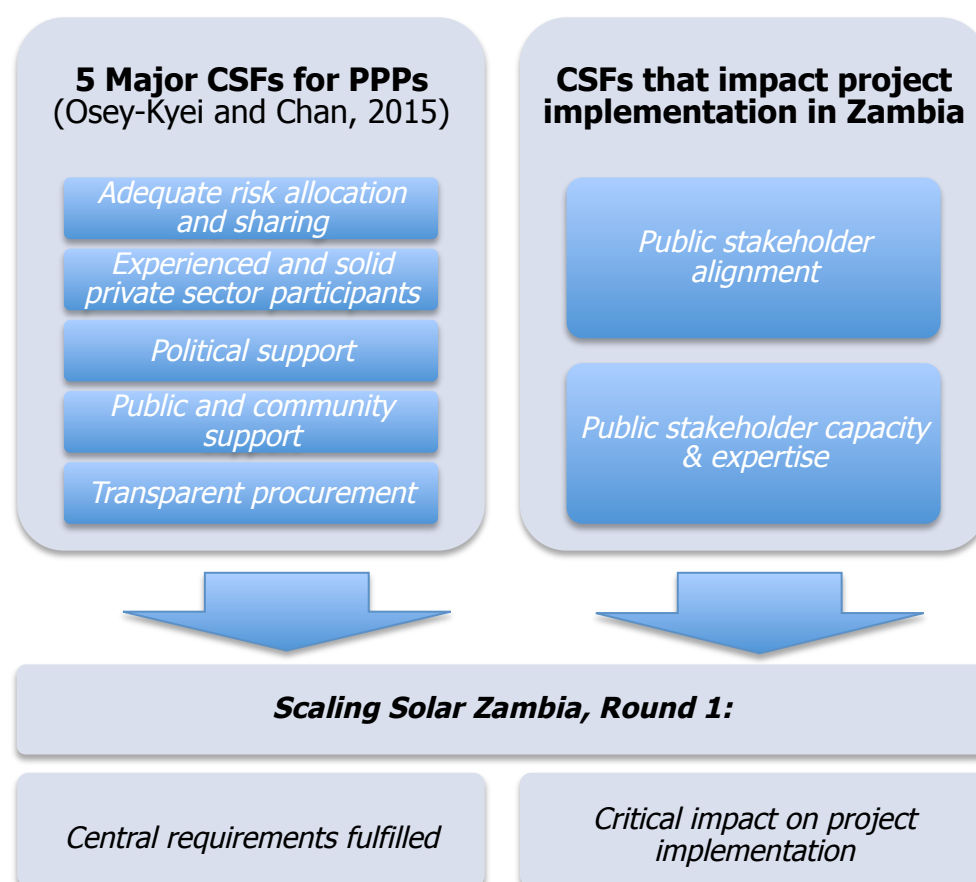 5 Major CSFs for PPPs
(Osey-Kyei and Chan, 2015)
Adequate risk allocation
and sharing
Experienced and solid
private sector participants
Political support
Public and community
support
Transparent procurement
CSFs that impact project
implementation in Zambia
Public stakeholder
alignment
Public stakeholder capacity
& expertise
Scaling Solar Zambia, Round 1:
Central requirements fulfilled
Critical impact on project
implementation